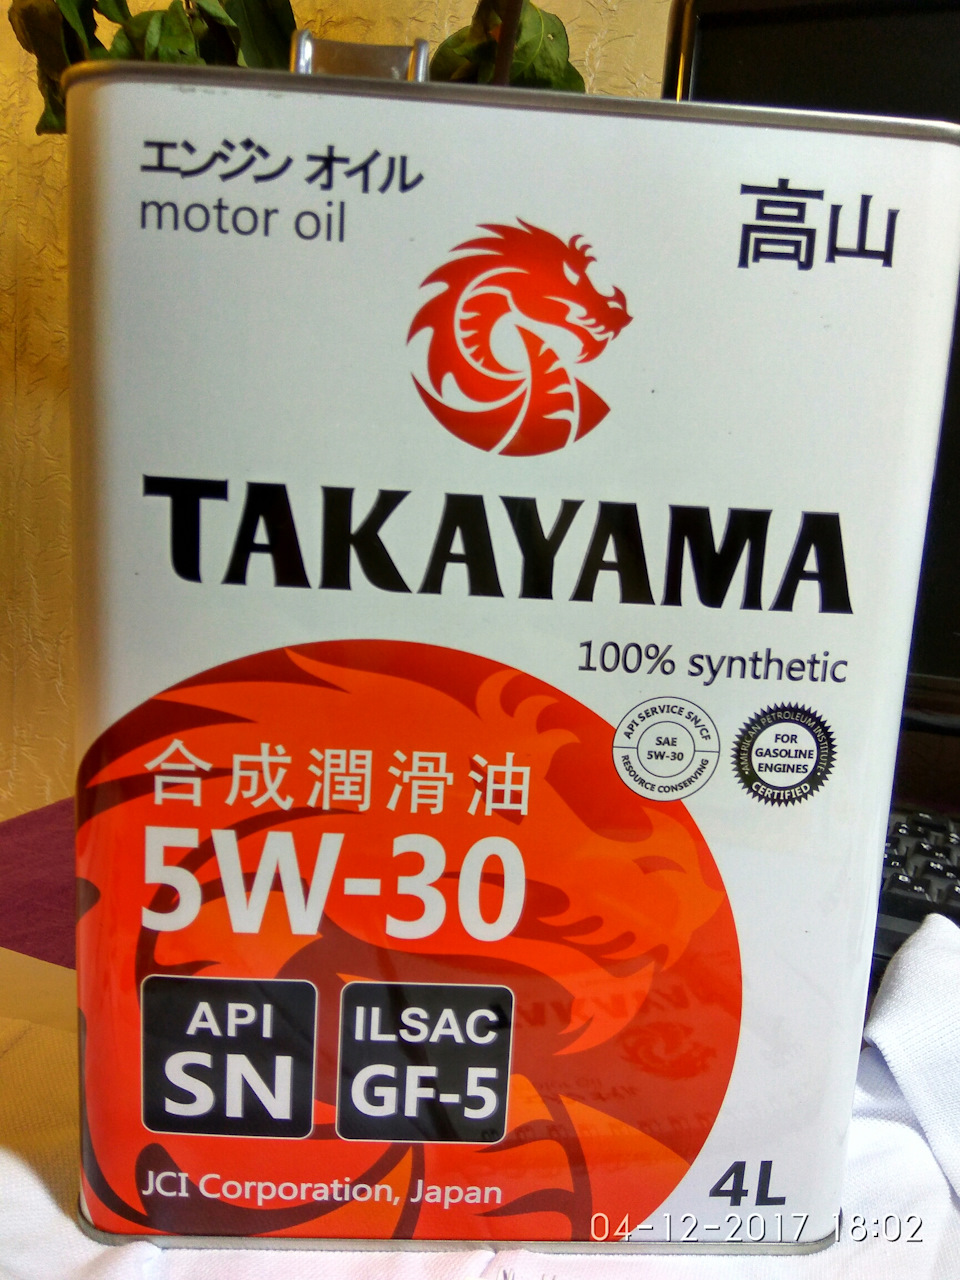 エンジン オイル
motor oil
高山
TAKAYAMA
100% synthetic
API SERVICE SN/CF
SAE
5W-30
RESOURCE CONSERVING
AMERICAN PETROLEUM INSTITUTE
FOR
GASOLINE
ENGINES
CERTIFIED
合成潤滑油
5W-30
API
SN
ILSAC
GF-5
JCI Corporation, Japan
4L
04-12-2017 18:02